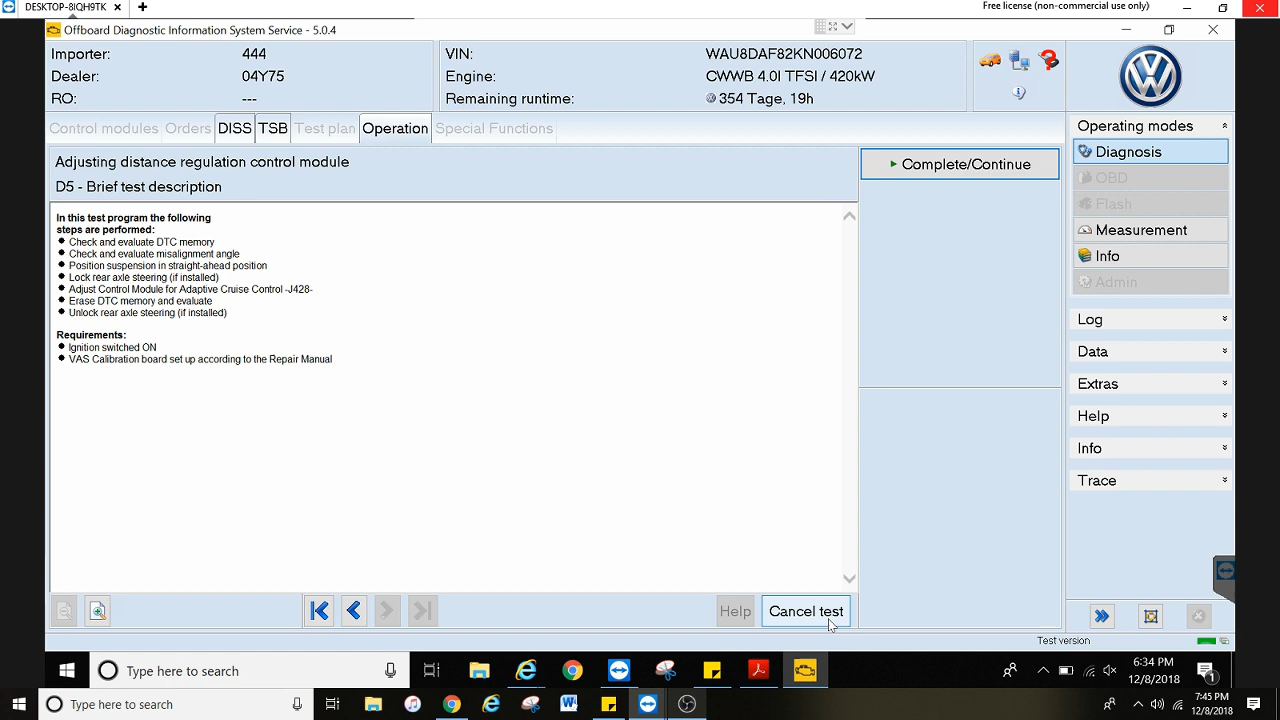 DESKTOP-8IQH9TK
Free license (non-commercial use only)
Offboard Diagnostic Information System Service - 5.0.4
Importer: 444
Dealer: 04Y75
RO: ---
VIN: WAU8DAF82KN006072
Engine: CWWB 4.0l TFSI / 420kW
Remaining runtime: 354 Tage, 19h
Control modules Orders DISS TSB Test plan Operation Special Functions
Adjusting distance regulation control module
D5 - Brief test description
Complete/Continue
In this test program the following
steps are performed:
Check and evaluate DTC memory
Check and evaluate misalignment angle
Position suspension in straight-ahead position
Lock rear axle steering (if installed)
Adjust Control Module for Adaptive Cruise Control -J428-
Erase DTC memory and evaluate
Unlock rear axle steering (if installed)
Requirements:
Ignition switched ON
VAS Calibration board set up according to the Repair Manual
Help Cancel test
Operating modes
Diagnosis
OBD
Flash
Measurement
Info
Admin
Log
Data
Extras
Help
Info
Trace
Test version
Type here to search
6:34 PM
12/8/2018
1
Type here to search
7:45 PM
12/8/2018